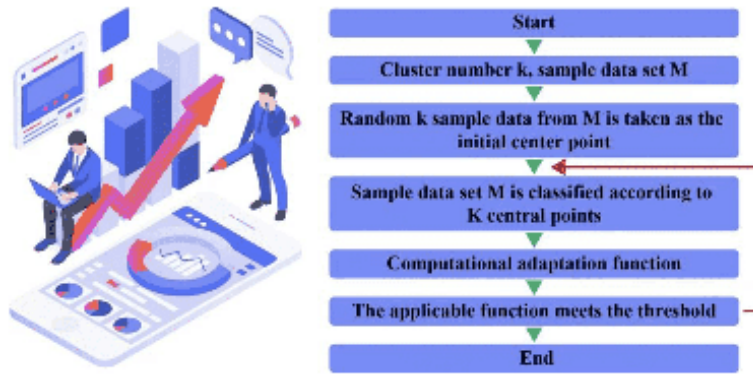 Start
Cluster number k, sample data set M
Random k sample data from M is taken as the
initial center point
Sample data set M is classified according to
K central points
Computational adaptation function
The applicable function meets the threshold
End